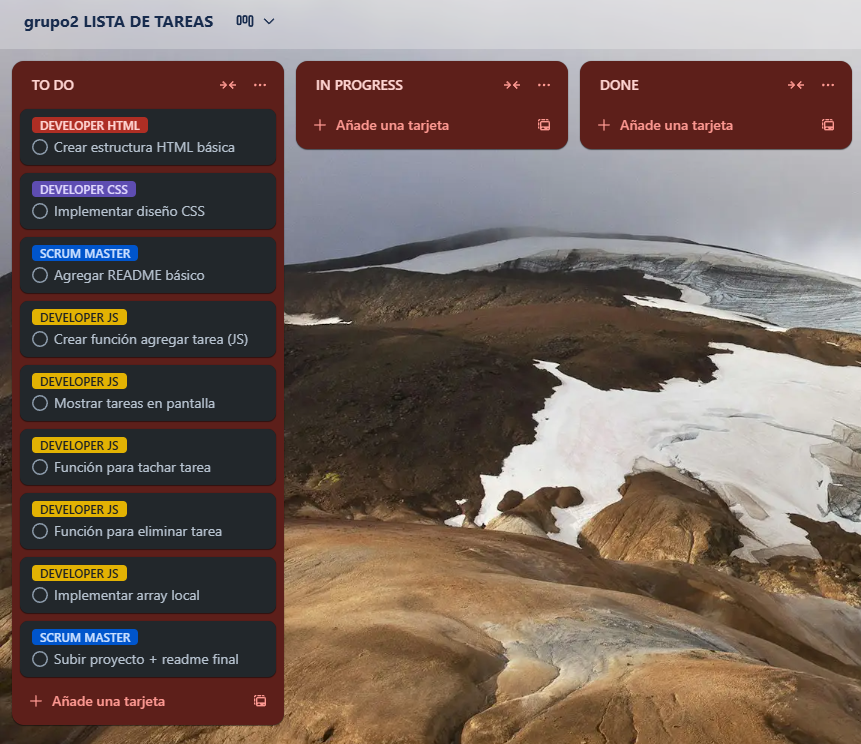 grupo2 LISTA DE TAREAS
TO DO
DEVELOPER HTML
Crear estructura HTML básica
DEVELOPER CSS
Implementar diseño CSS
SCRUM MASTER
Agregar README básico
DEVELOPER JS
Crear función agregar tarea (JS)
DEVELOPER JS
Mostrar tareas en pantalla
DEVELOPER JS
Función para tachar tarea
DEVELOPER JS
Función para eliminar tarea
DEVELOPER JS
Implementar array local
SCRUM MASTER
Subir proyecto + readme final
Añade una tarjeta
IN PROGRESS
Añade una tarjeta
DONE
Añade una tarjeta